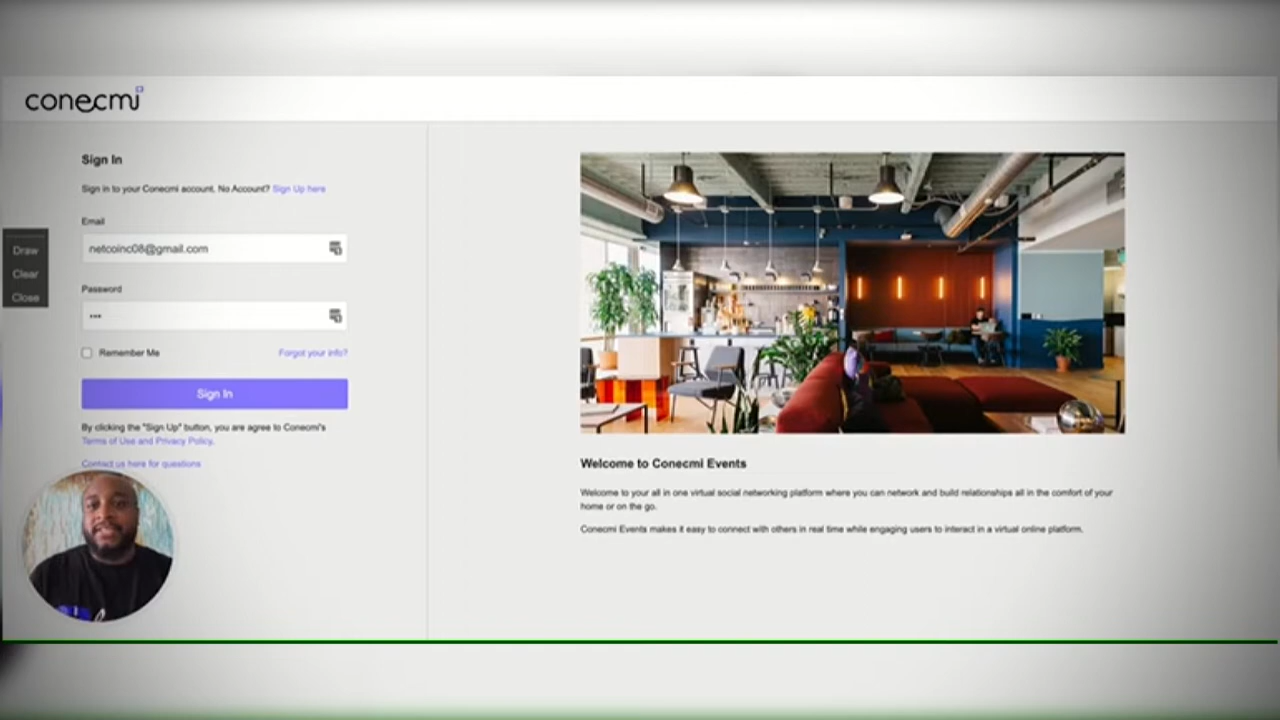 conecmi
Sign In
Sign in to your Conecmi account. No Account? Sign Up here
Email
netcoinc08@gmail.com
Password
•••
Remember Me
Forgot your info?
Sign In
By clicking the "Sign Up" button, you are agree to Conecmi's
Terms of Use and Privacy Policy.
Contact us here for questions
Draw
Clear
Close
Welcome to Conecmi Events
Welcome to your all in one virtual social networking platform where you can network and build relationships all in the comfort of your
home or on the go.
Conecmi Events makes it easy to connect with others in real time while engaging users to interact in a virtual online platform.